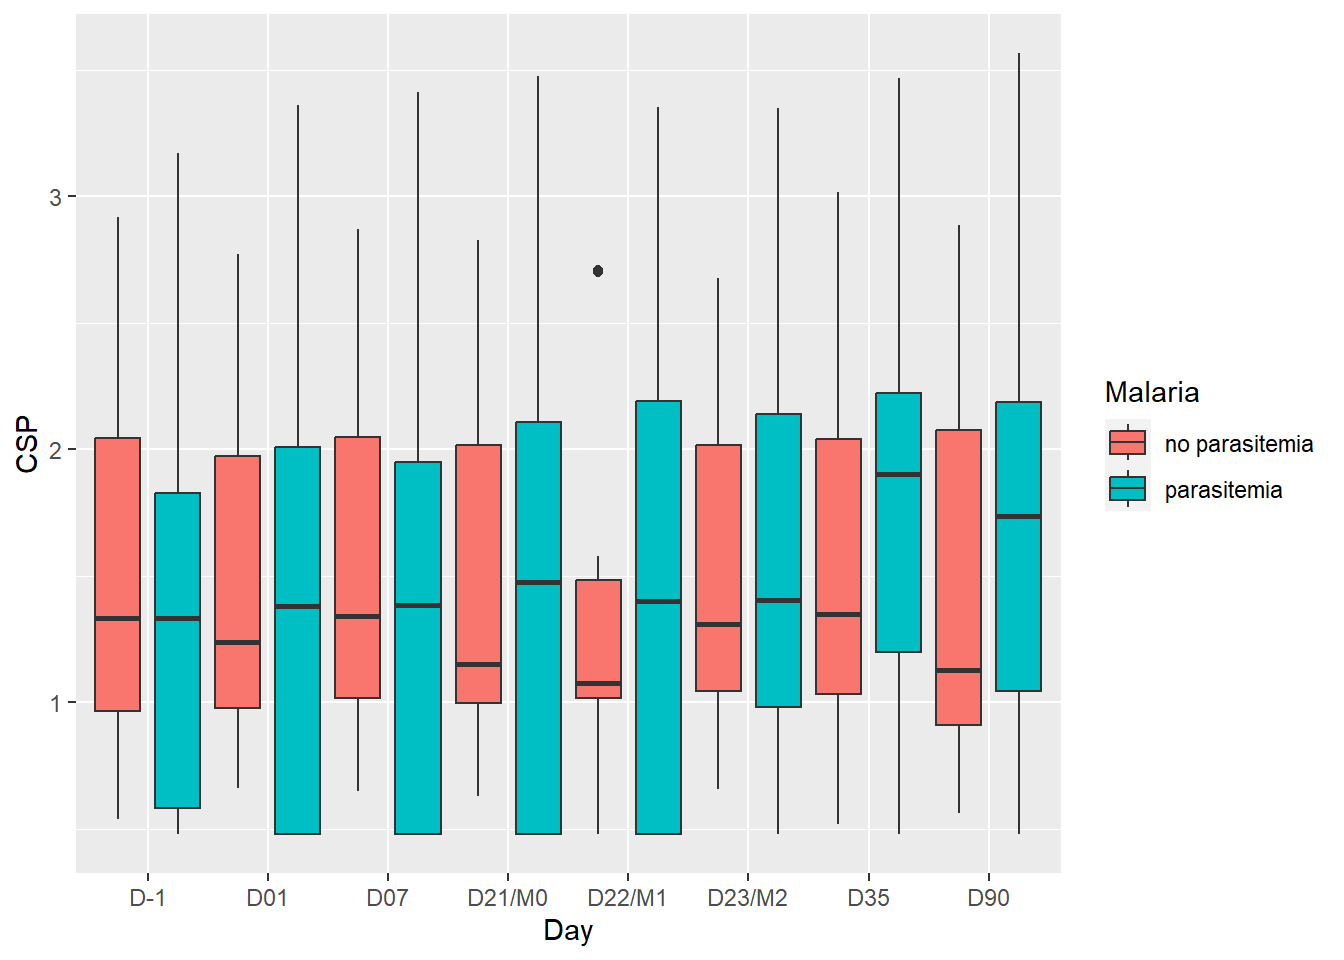 3
2
1
CSP
D-1 D01 D07 D21/M0 D22/M1 D23/M2 D35 D90
Day
Malaria
no parasitemia
parasitemia